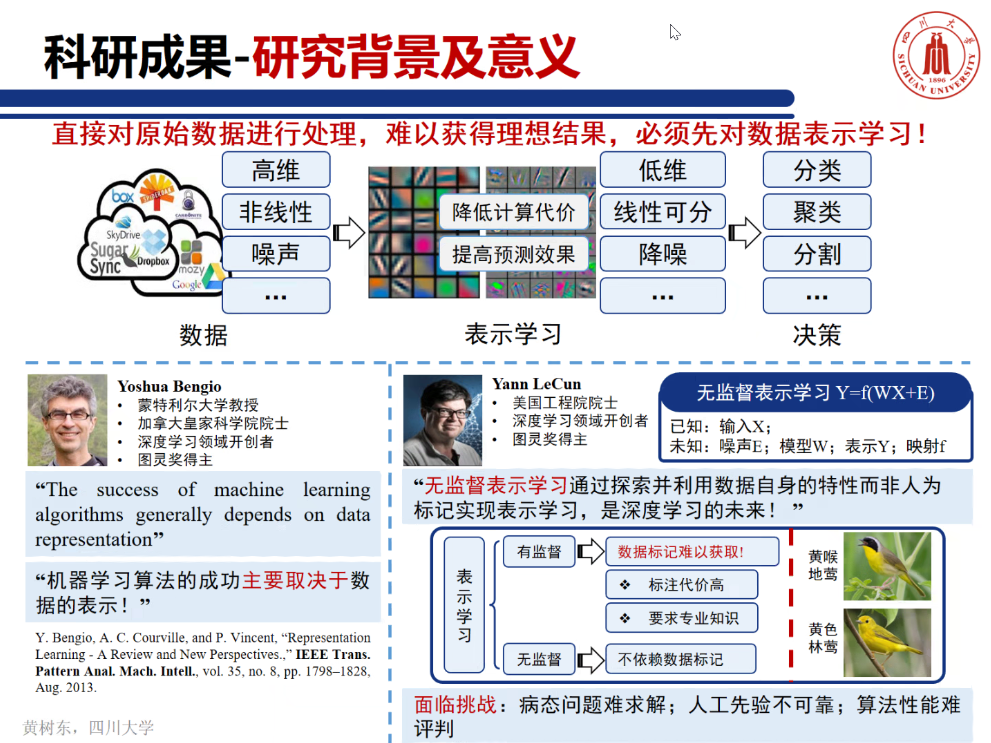 科研成果-研究背景及意义
四川大学
SICHUAN UNIVERSITY
1896
直接对原始数据进行处理，难以获得理想结果，必须先对数据表示学习！
box
SPIDEROAK
CARBONITE
SkyDrive
Sugar
Sync
Dropbox
mozy
Google
高维
非线性
噪声
...
数据
降低计算代价
提高预测效果
表示学习
低维
线性可分
降噪
...
分类
聚类
分割
...
决策
Yoshua Bengio
• 蒙特利尔大学教授
• 加拿大皇家科学院院士
• 深度学习领域开创者
• 图灵奖得主
“The success of machine learning
algorithms generally depends on data
representation”
“机器学习算法的成功主要取决于数
据的表示！”
Y. Bengio, A. C. Courville, and P. Vincent, “Representation
Learning - A Review and New Perspectives.,” IEEE Trans.
Pattern Anal. Mach. Intell., vol. 35, no. 8, pp. 1798–1828,
Aug. 2013.
黄树东，四川大学
Yann LeCun
• 美国工程院院士
• 深度学习领域开创者
• 图灵奖得主
无监督表示学习 Y=f(WX+E)
已知：输入X；
未知：噪声E；模型W；表示Y；映射f
“无监督表示学习通过探索并利用数据自身的特性而非人为
标记实现表示学习，是深度学习的未来！”
表示学习
有监督
数据标记难以获取!
❖ 标注代价高
❖ 要求专业知识
无监督
不依赖数据标记
黄喉
地莺
黄色
林莺
面临挑战：病态问题难求解；人工先验不可靠；算法性能难
评判